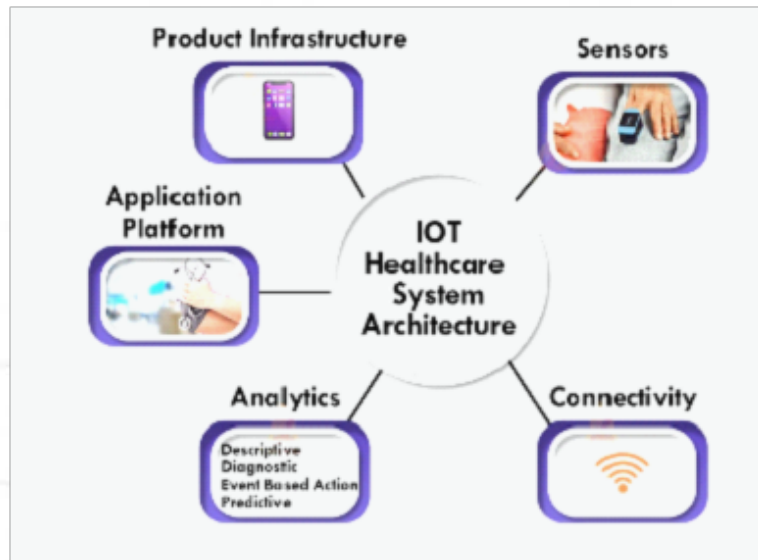 Product Infrastructure
Sensors
Application
Platform
IOT
Healthcare
System
Architecture
Analytics
Descriptive
Diagnostic
Event Based Action
Predictive
Connectivity